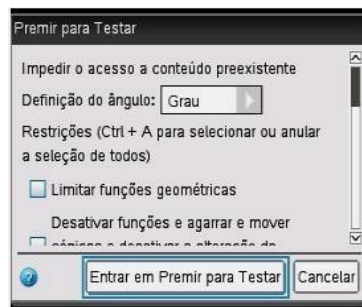 Premir para Testar
Impedir o acesso a conteúdo preexistente
Definição do ângulo: Grau
Restrições (Ctrl + A para selecionar ou anular
a seleção de todos)
Limitar funções geométricas
Desativar funções e agarrar e mover
Entrar em Premir para Testar Cancelar